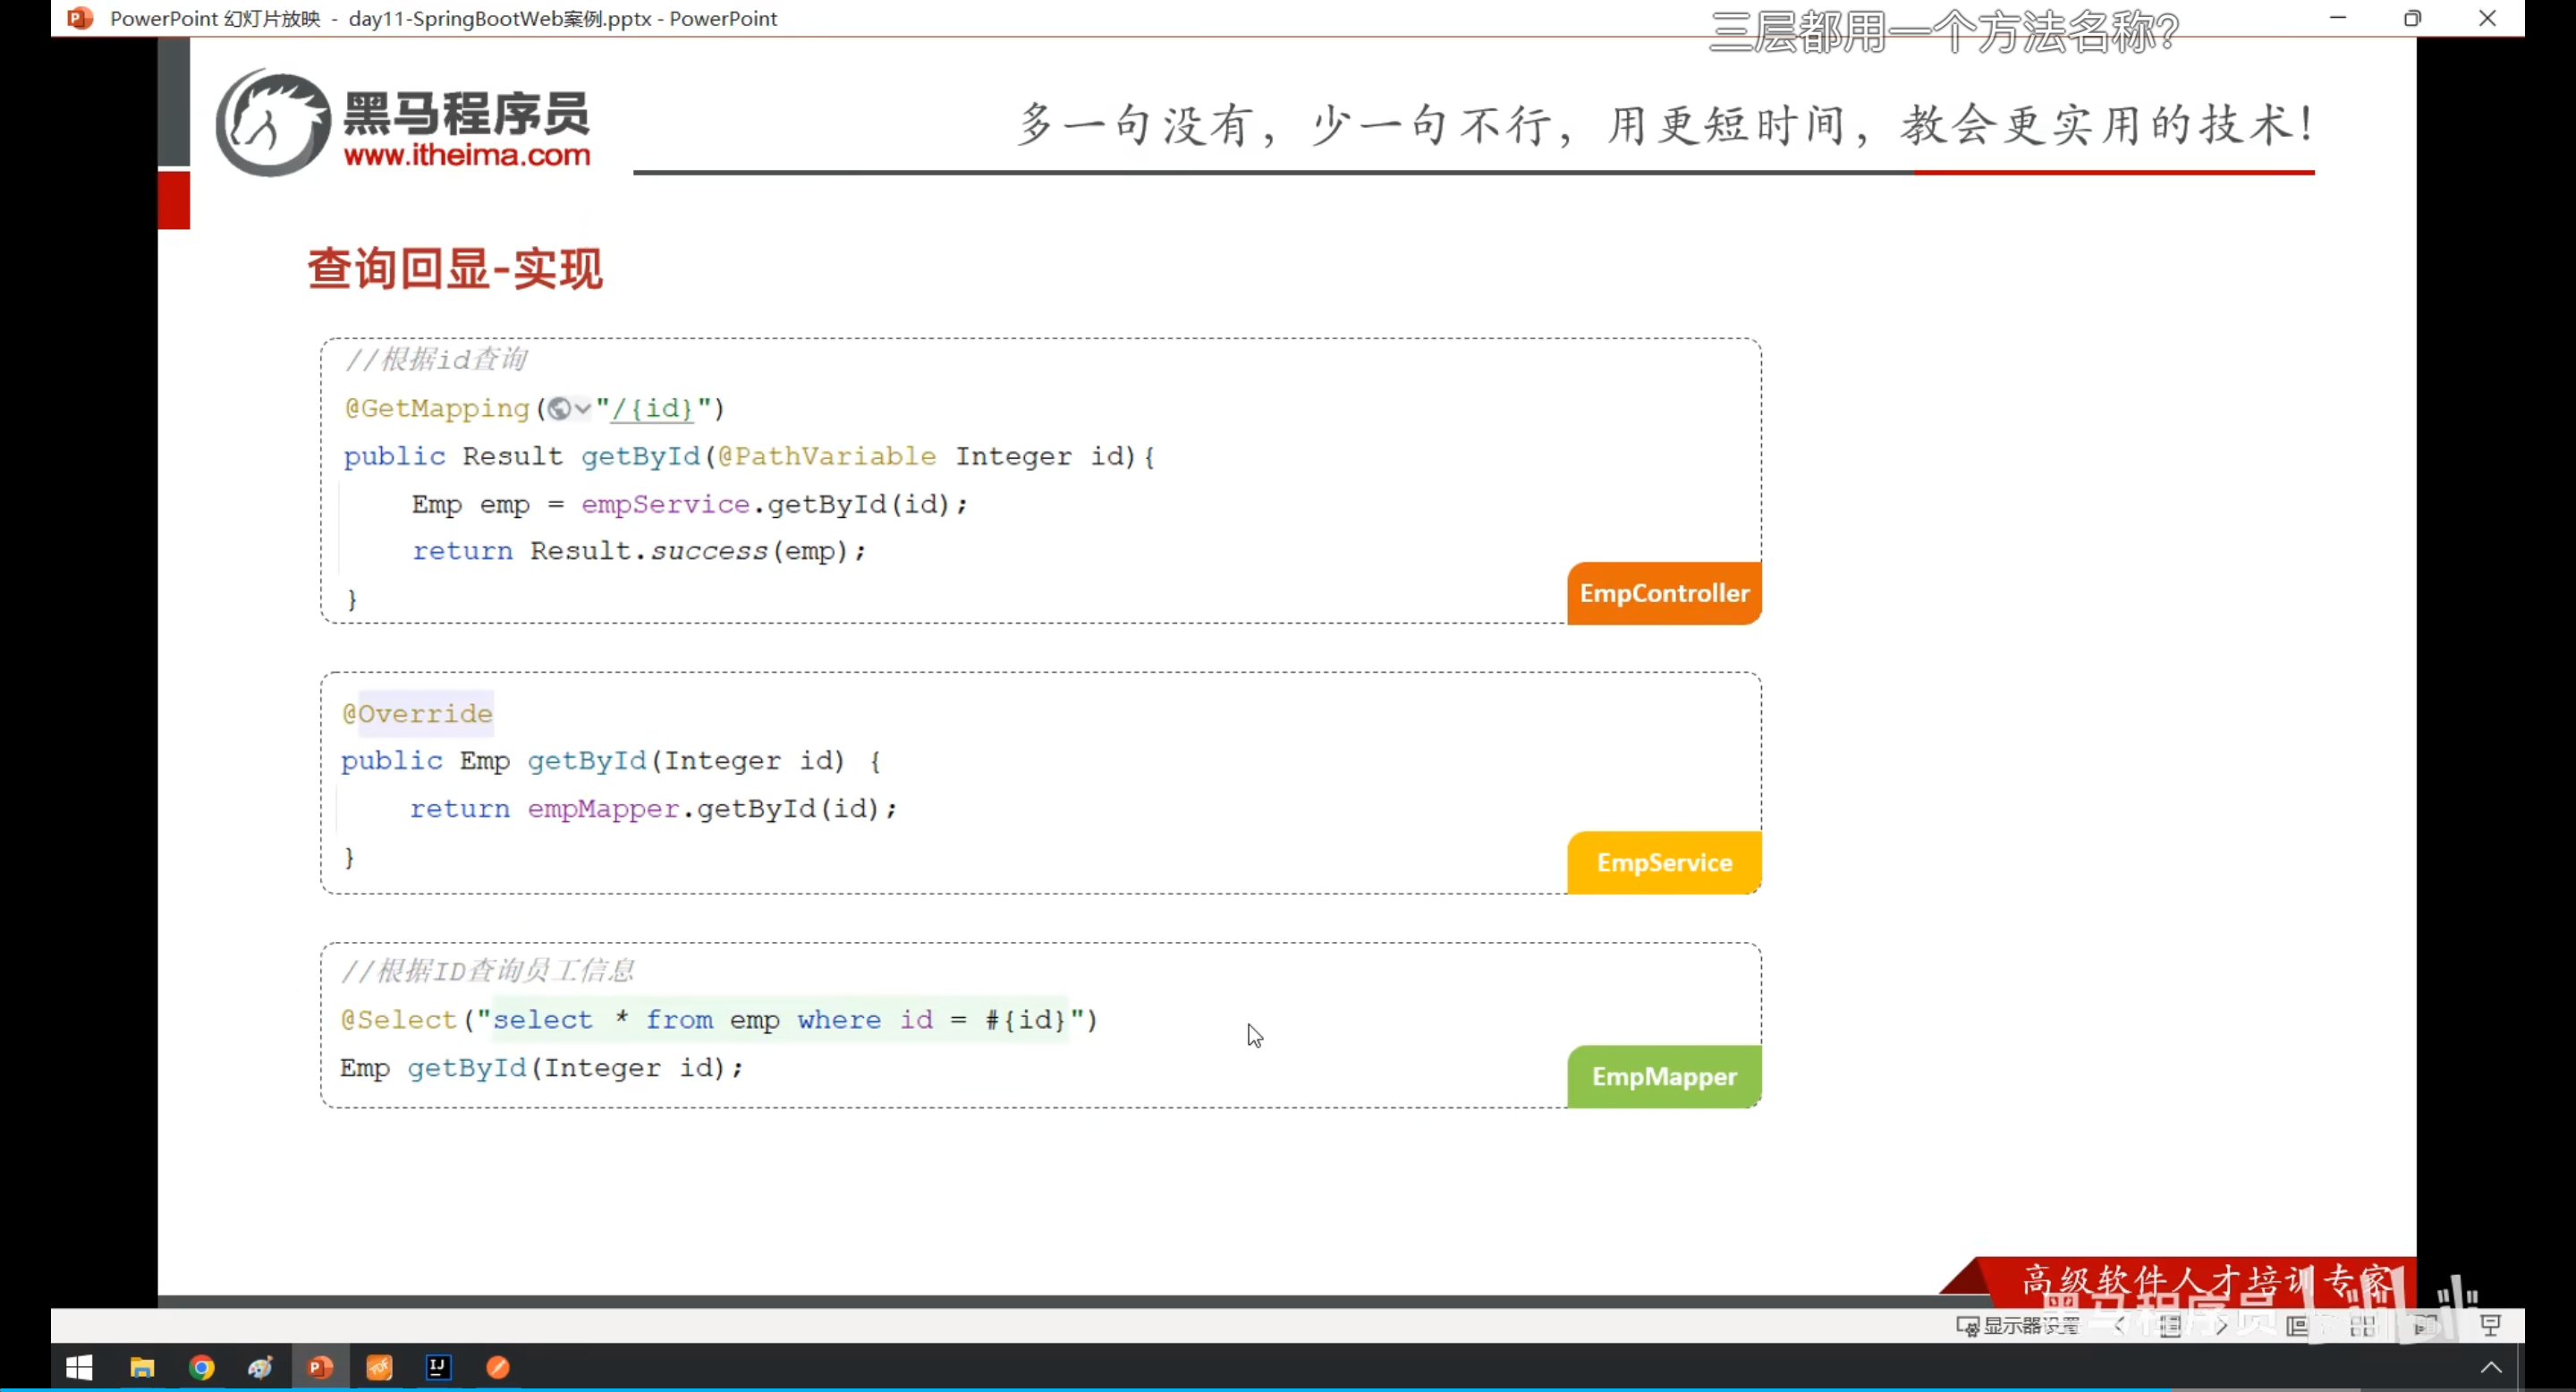 PowerPoint 幻灯片放映 - day11-SpringBootWeb案例.pptx - PowerPoint
三层都用一个方法名称?
黑马程序员
www.itheima.com
多一句没有，少一句不行，用更短时间，教会更实用的技术！
查询回显-实现
//根据id查询
@GetMapping("/{id}")
public Result getById(@PathVariable Integer id){
Emp emp = empService.getById(id);
return Result.success(emp);
}
EmpController
@Override
public Emp getById(Integer id) {
return empMapper.getById(id);
}
EmpService
//根据ID查询员工信息
@Select("select * from emp where id = #{id}")
Emp getById(Integer id);
EmpMapper
高级软件人才培训专家
黑马程序员
显示器设置